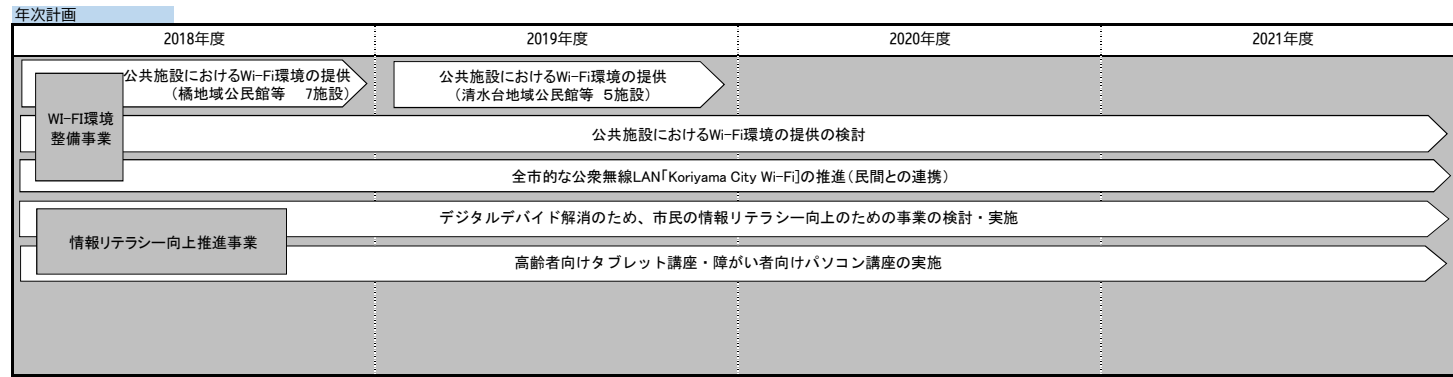 年次計画
2018年度
2019年度
2020年度
2021年度
公共施設におけるWi-Fi環境の提供
（橘地域公民館等　7施設）
公共施設におけるWi-Fi環境の提供
（清水台地域公民館等 5施設）
WI-FI環境
整備事業
公共施設におけるWi-Fi環境の提供の検討
全市的な公衆無線LAN「Koriyama City Wi-Fi]の推進（民間との連携）
デジタルデバイド解消のため、市民の情報リテラシー向上のための事業の検討・実施
情報リテラシー向上推進事業
高齢者向けタブレット講座・障がい者向けパソコン講座の実施